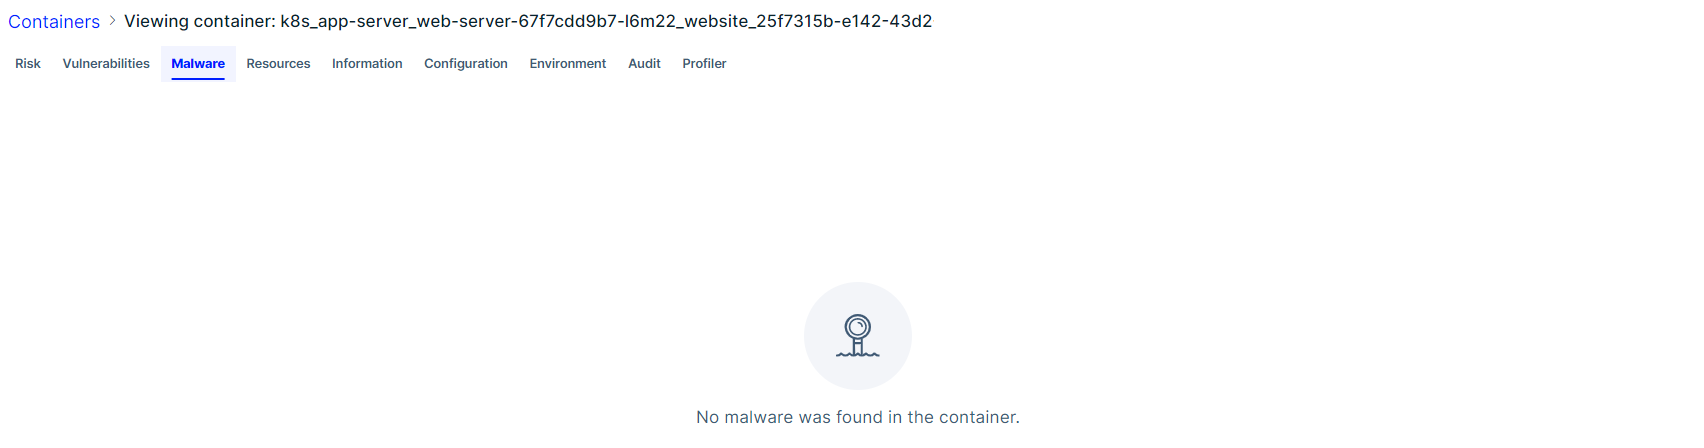 Containers > Viewing container: k8s_app-server_web-server-67f7cdd9b7-l6m22_website_25f7315b-e142-43d2
Risk Vulnerabilities Malware Resources Information Configuration Environment Audit Profiler
No malware was found in the container.